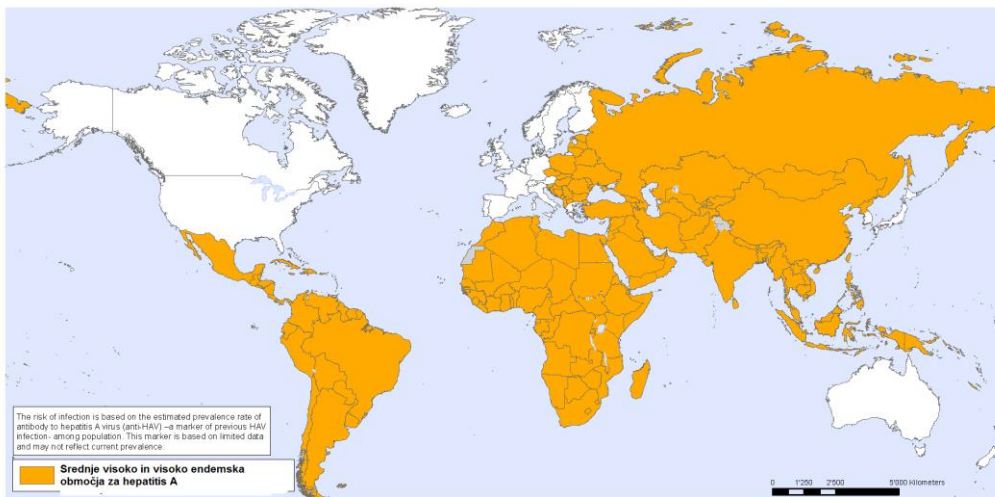 The risk of infection is based on the estimated prevalence rate of
antibody to hepatitis A virus (anti-HAV) –a marker of previous HAV
infection- among population. This marker is based on limited data
and may not reflect current prevalence.
Srednje visoko in visoko endemska
območja za hepatitis A
0 1'250 2'500 5'000 Kilometers